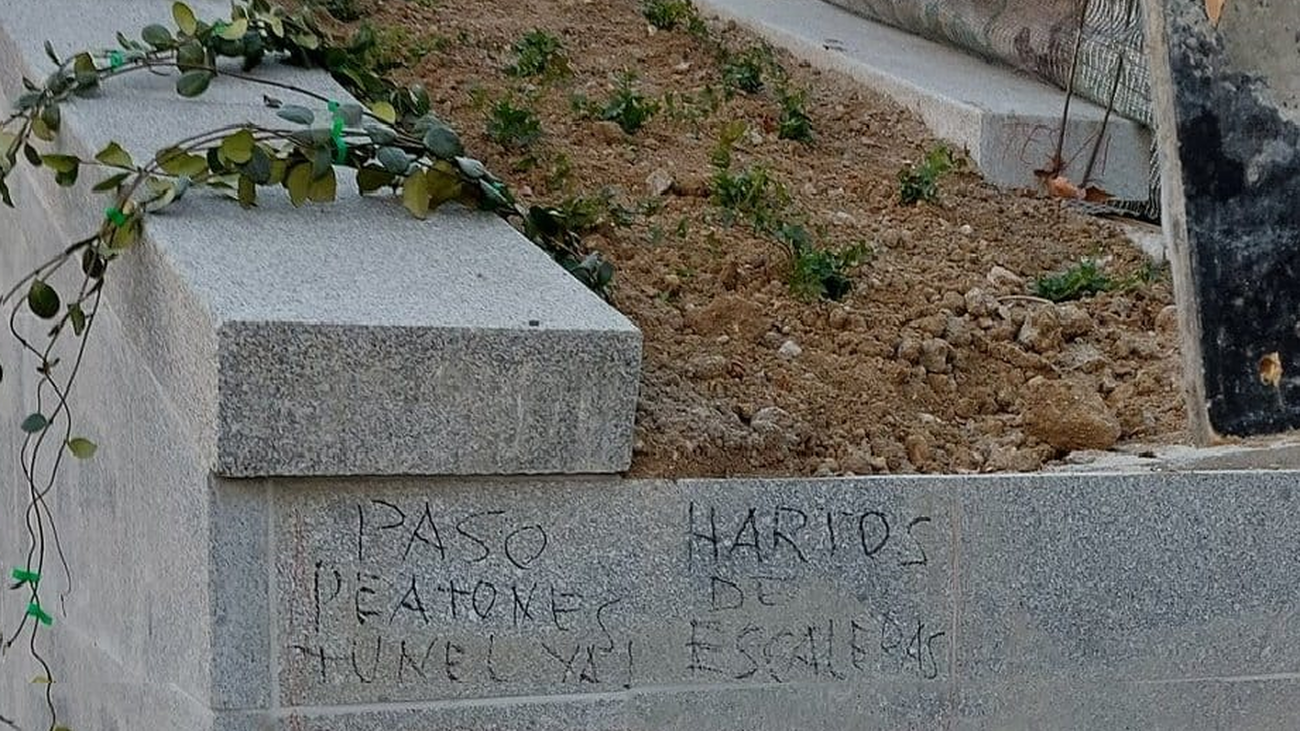 PASO
PEATONES
TUNEL YA!
HARTOS
DE
ESCALERAS